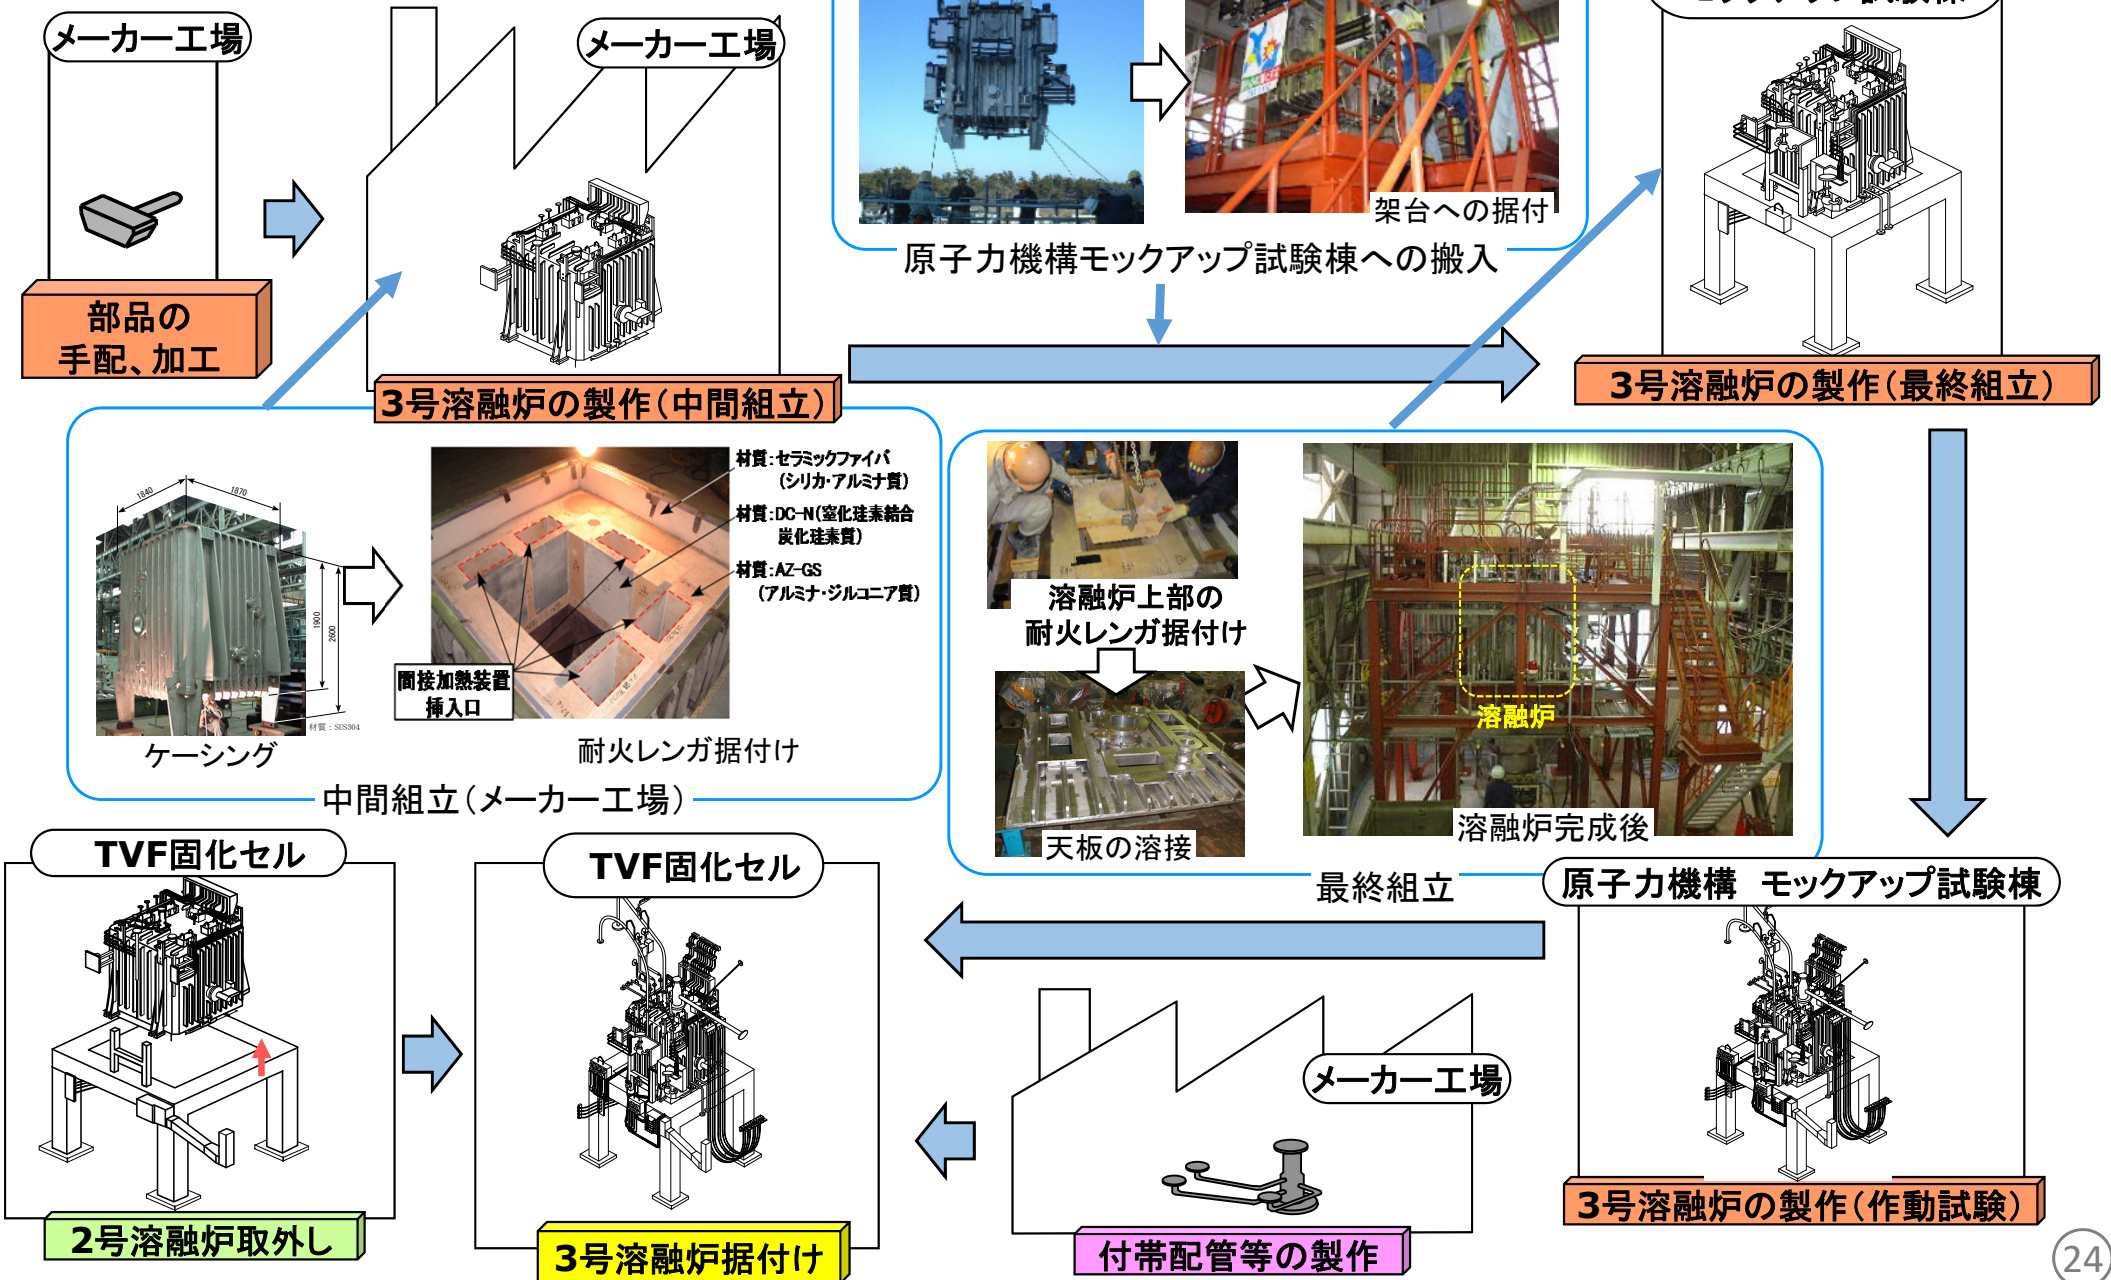 メーカー工場
メーカー工場
架台への据付
原子力機構モックアップ試験棟への搬入
部品の
手配、加工
3号溶融炉の製作(中間組立)
3号溶融炉の製作(最終組立)
1840
1870
1900
2600
材質：SUS304
ケーシング
材質:セラミックファイバ
(シリカ・アルミナ質)
材質:DC-N(窒化珪素結合
炭化珪素質)
材質:AZ-GS
(アルミナ・ジルコニア質)
間接加熱装置
挿入口
耐火レンガ据付け
中間組立(メーカー工場)
溶融炉上部の
耐火レンガ据付け
天板の溶接
溶融炉
溶融炉完成後
最終組立
TVF固化セル
TVF固化セル
原子力機構　モックアップ試験棟
メーカー工場
2号溶融炉取外し
3号溶融炉据付け
付帯配管等の製作
3号溶融炉の製作(作動試験)
24